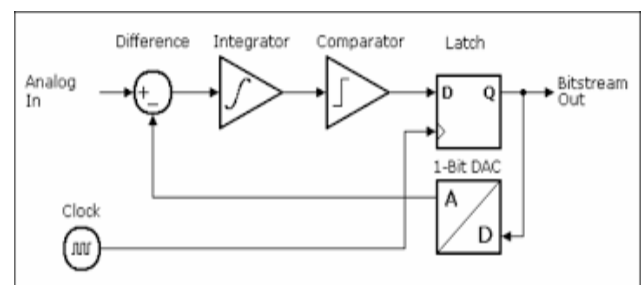 Difference Integrator Comparator Latch
Analog
In
+
-
D Q
Bitstream
Out
1-Bit DAC
A
D
Clock